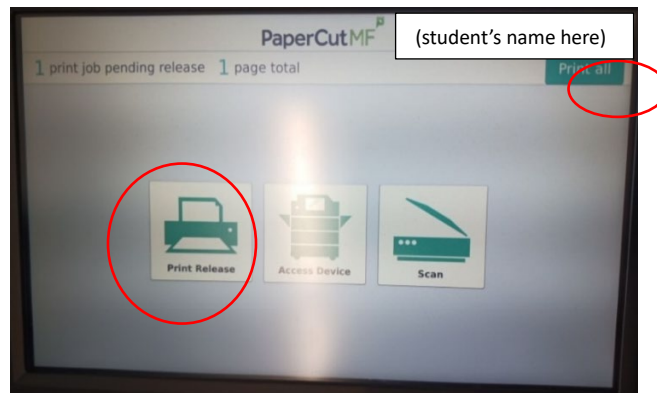 PaperCutMF
(student's name here)
1 print job pending release 1 page total
Print all
Print Release
Access Device
Scan